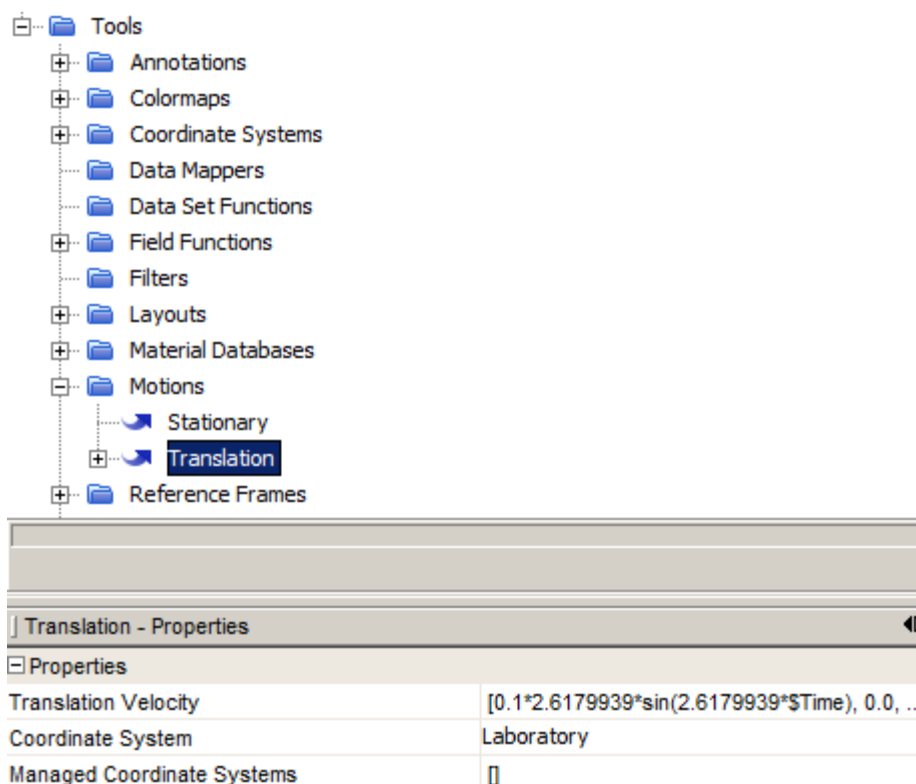 Tools
Annotations
Colormaps
Coordinate Systems
Data Mappers
Data Set Functions
Field Functions
Filters
Layouts
Material Databases
Motions
Stationary
Translation
Reference Frames
Translation - Properties
Properties
Translation Velocity [0.1*2.6179939*sin(2.6179939*$Time), 0.0, ...
Coordinate System Laboratory
Managed Coordinate Systems []